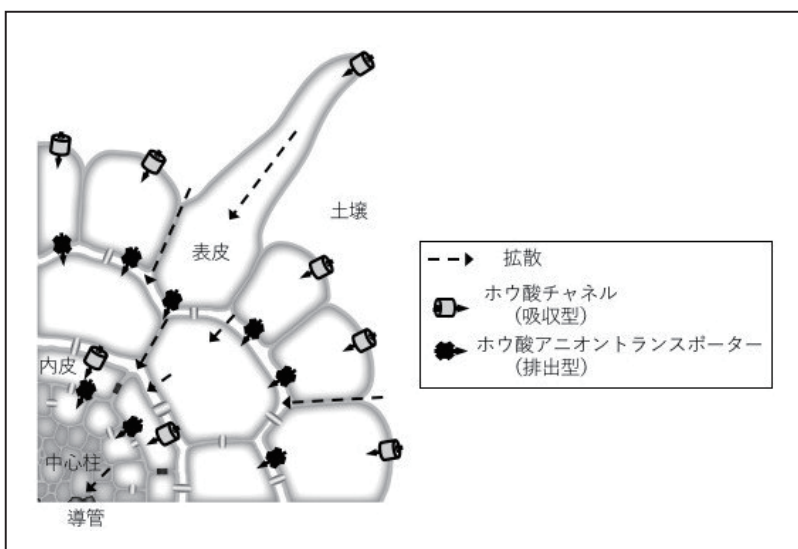 土壌
表皮
拡散
ホウ酸チャネル
(吸収型)
ホウ酸アニオントランスポーター
(排出型)
内皮
中心柱
導管